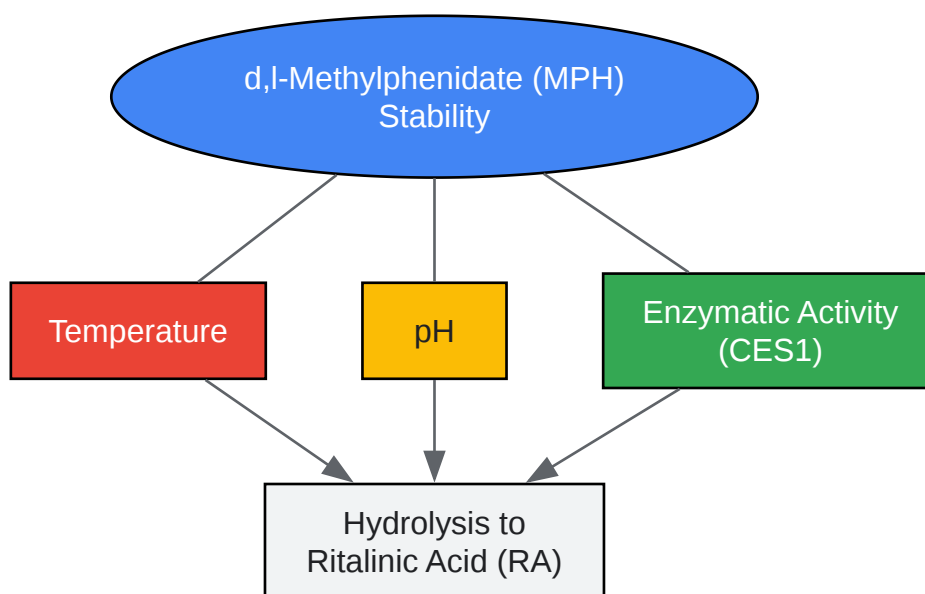 d,l-Methylphenidate (MPH)
Stability
Temperature
pH
Enzymatic Activity
(CES1)
Hydrolysis to
Ritalinic Acid (RA)